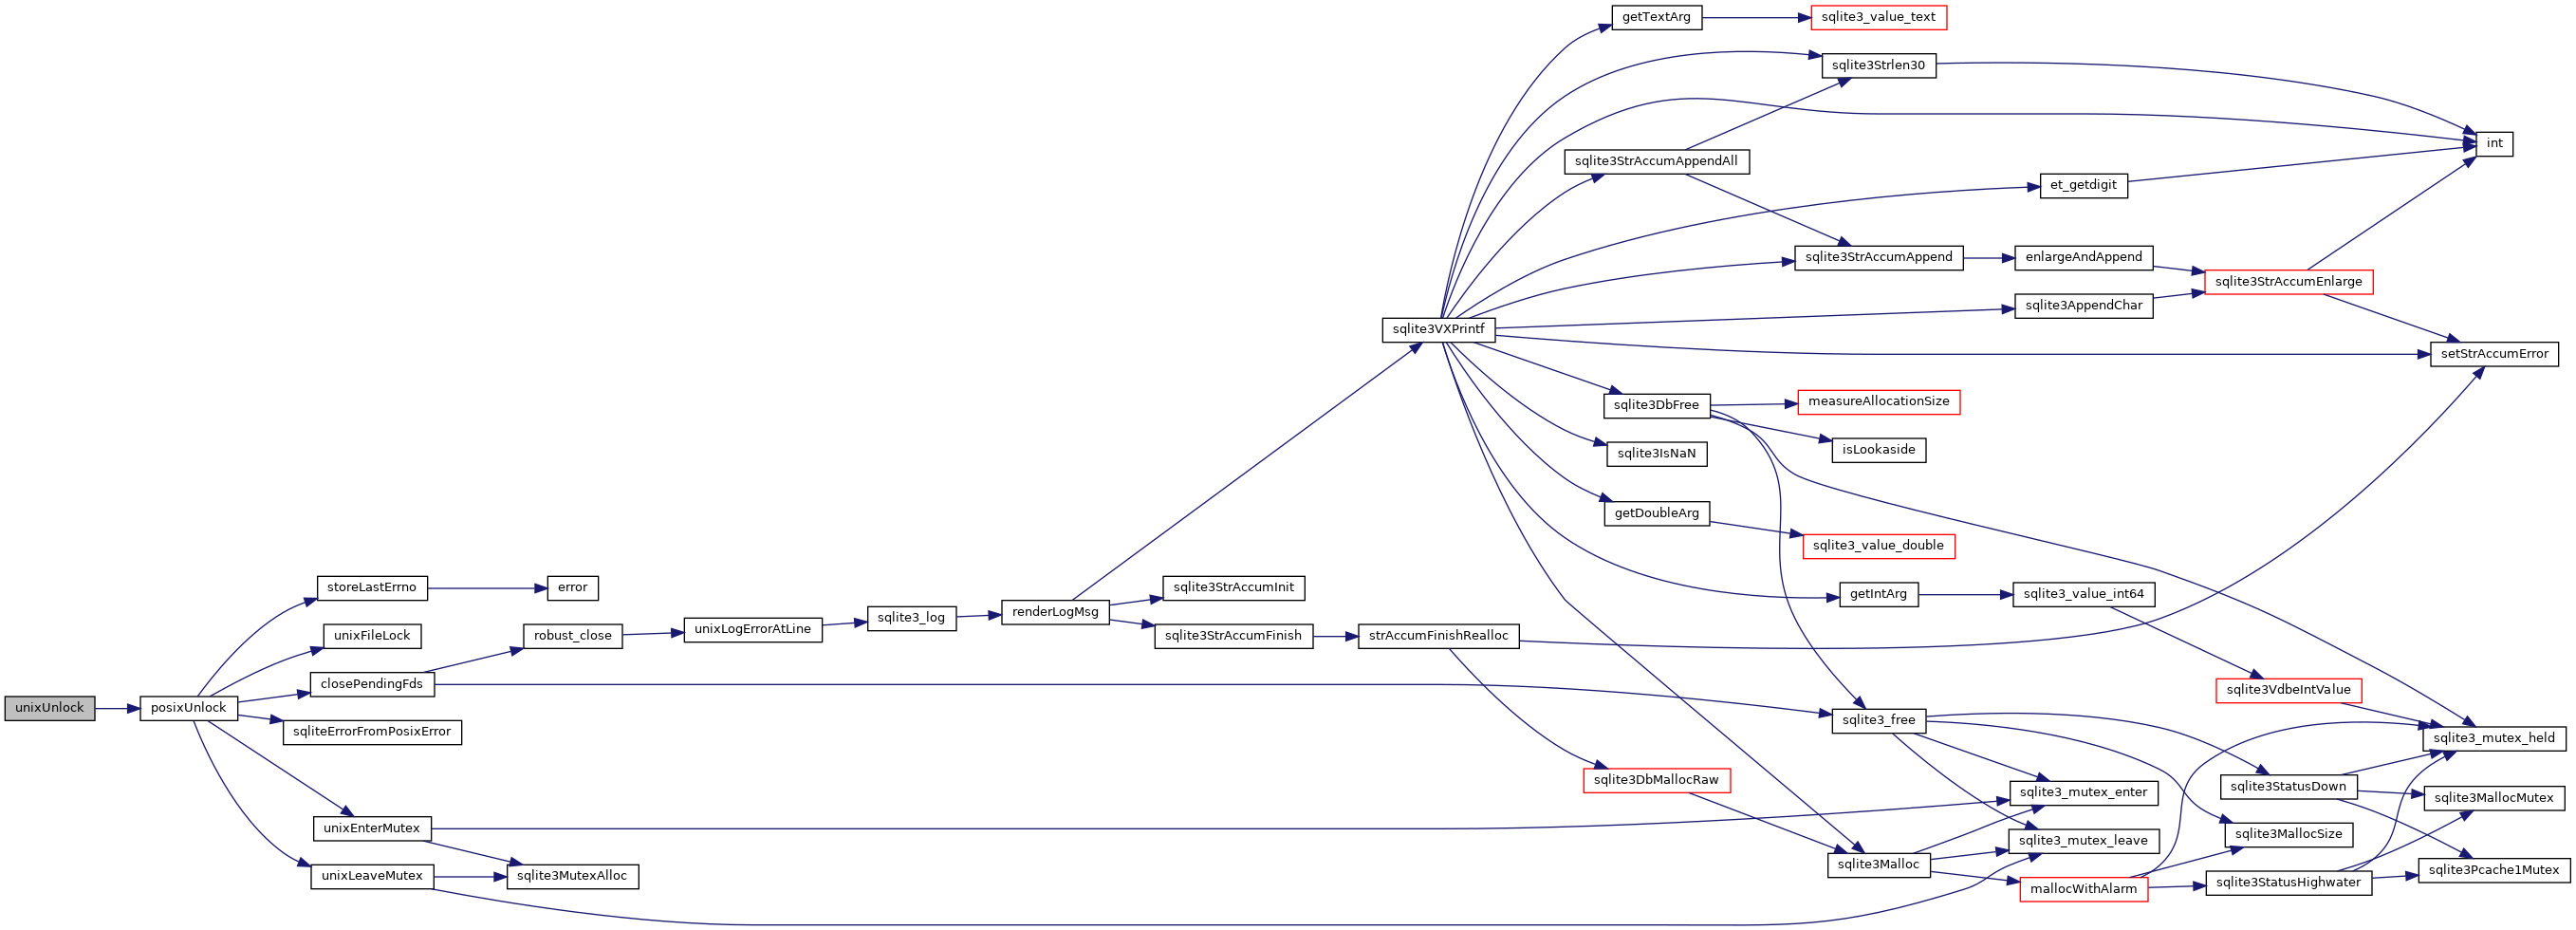 getTextArg
sqlite3_value_text
sqlite3Strlen30
int
sqlite3StrAccumAppendAll
et_getdigit
sqlite3StrAccumAppend
enlargeAndAppend
sqlite3StrAccumEnlarge
sqlite3AppendChar
sqlite3VXPrintf
setStrAccumError
sqlite3DbFree
measureAllocationSize
isLookaside
sqlite3IsNaN
getDoubleArg
sqlite3_value_double
storeLastErrno
error
getIntArg
sqlite3_value_int64
sqlite3StrAccumInit
renderLogMsg
sqlite3_log
unixLogErrorAtLine
unixFileLock
robust_close
sqlite3StrAccumFinish
strAccumFinishRealloc
closePendingFds
sqlite3VdbeIntValue
unixUnlock
posixUnlock
sqlite3_free
sqliteErrorFromPosixError
sqlite3_mutex_held
sqlite3DbMallocRaw
sqlite3StatusDown
sqlite3_mutex_enter
sqlite3MallocMutex
unixEnterMutex
sqlite3MallocSize
sqlite3_mutex_leave
sqlite3Malloc
unixLeaveMutex
sqlite3MutexAlloc
sqlite3Pcache1Mutex
mallocWithAlarm
sqlite3StatusHighwater